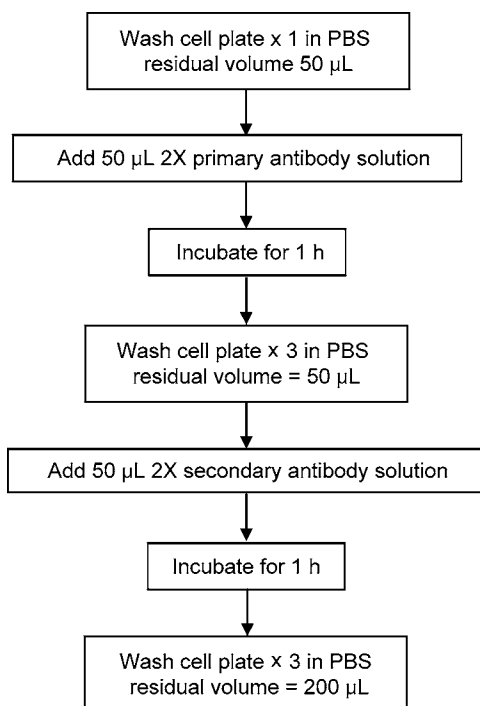 Wash cell plate x 1 in PBS
residual volume 50 µL
Add 50 µL 2X primary antibody solution
Incubate for 1 h
Wash cell plate x 3 in PBS
residual volume = 50 µL
Add 50 µL 2X secondary antibody solution
Incubate for 1 h
Wash cell plate x 3 in PBS
residual volume = 200 µL